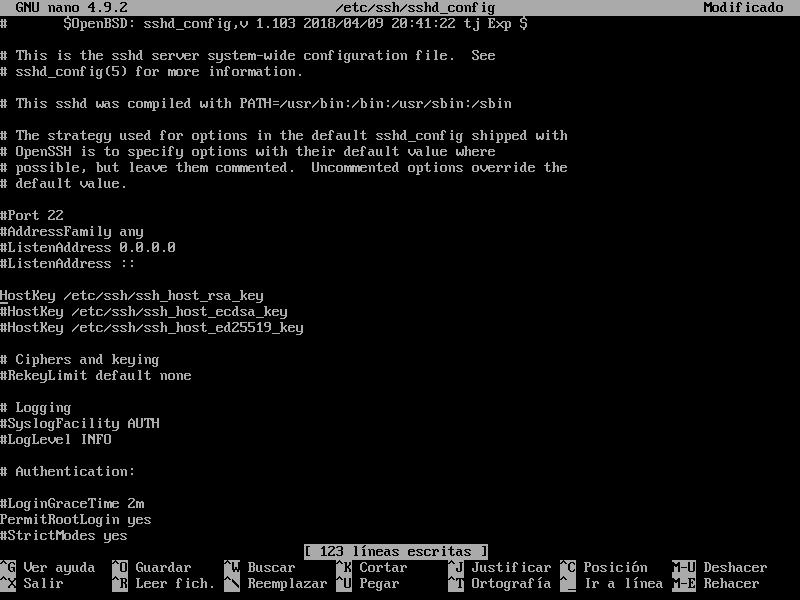 GNU nano 4.9.2 /etc/ssh/sshd_config Modificado
# $OpenBSD: sshd_config,v 1.103 2018/04/09 20:41:22 tj Exp $
# This is the sshd server system-wide configuration file. See
# sshd_config(5) for more information.
# This sshd was compiled with PATH=/usr/bin:/bin:/usr/sbin:/sbin
# The strategy used for options in the default sshd_config shipped with
# OpenSSH is to specify options with their default value where
# possible, but leave them commented. Uncommented options override the
# default value.
#Port 22
#AddressFamily any
#ListenAddress 0.0.0.0
#ListenAddress ::
HostKey /etc/ssh/ssh_host_rsa_key
#HostKey /etc/ssh/ssh_host_ecdsa_key
#HostKey /etc/ssh/ssh_host_ed25519_key
# Ciphers and keying
#RekeyLimit default none
# Logging
#SyslogFacility AUTH
#LogLevel INFO
# Authentication:
#LoginGraceTime 2m
PermitRootLogin yes
#StrictModes yes
[ 123 líneas escritas ]
^G Ver ayuda ^O Guardar ^W Buscar ^K Cortar ^J Justificar ^C Posición M-U Deshacer
^X Salir ^R Leer fich. ^\ Reemplazar ^U Pegar ^T Ortografía ^_ Ir a línea M-E Rehacer